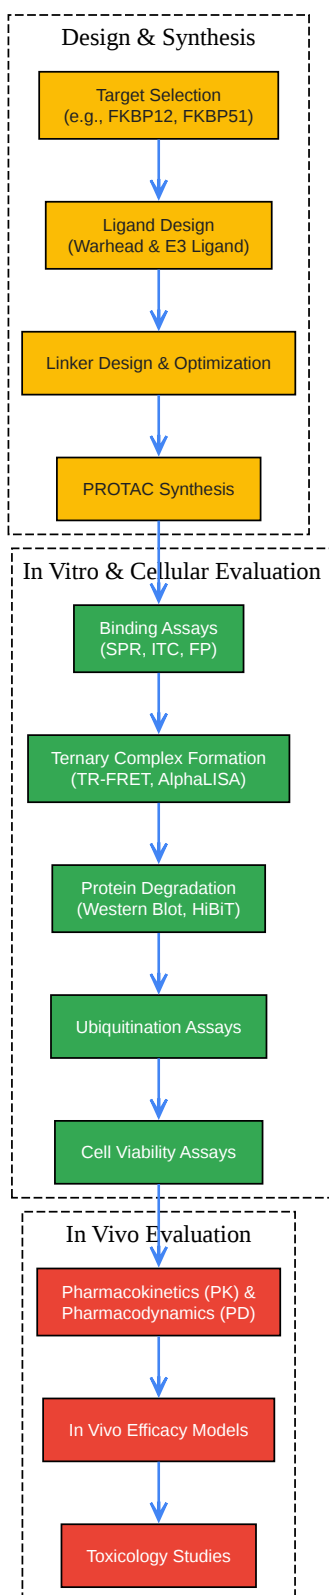 Design & Synthesis
Target Selection
(e.g., FKBP12, FKBP51)
Ligand Design
(Warhead & E3 Ligand)
Linker Design & Optimization
PROTAC Synthesis
In Vitro & Cellular Evaluation
Binding Assays
(SPR, ITC, FP)
Ternary Complex Formation
(TR-FRET, AlphaLISA)
Protein Degradation
(Western Blot, HiBiT)
Ubiquitination Assays
Cell Viability Assays
In Vivo Evaluation
Pharmacokinetics (PK) &
Pharmacodynamics (PD)
In Vivo Efficacy Models
Toxicology Studies